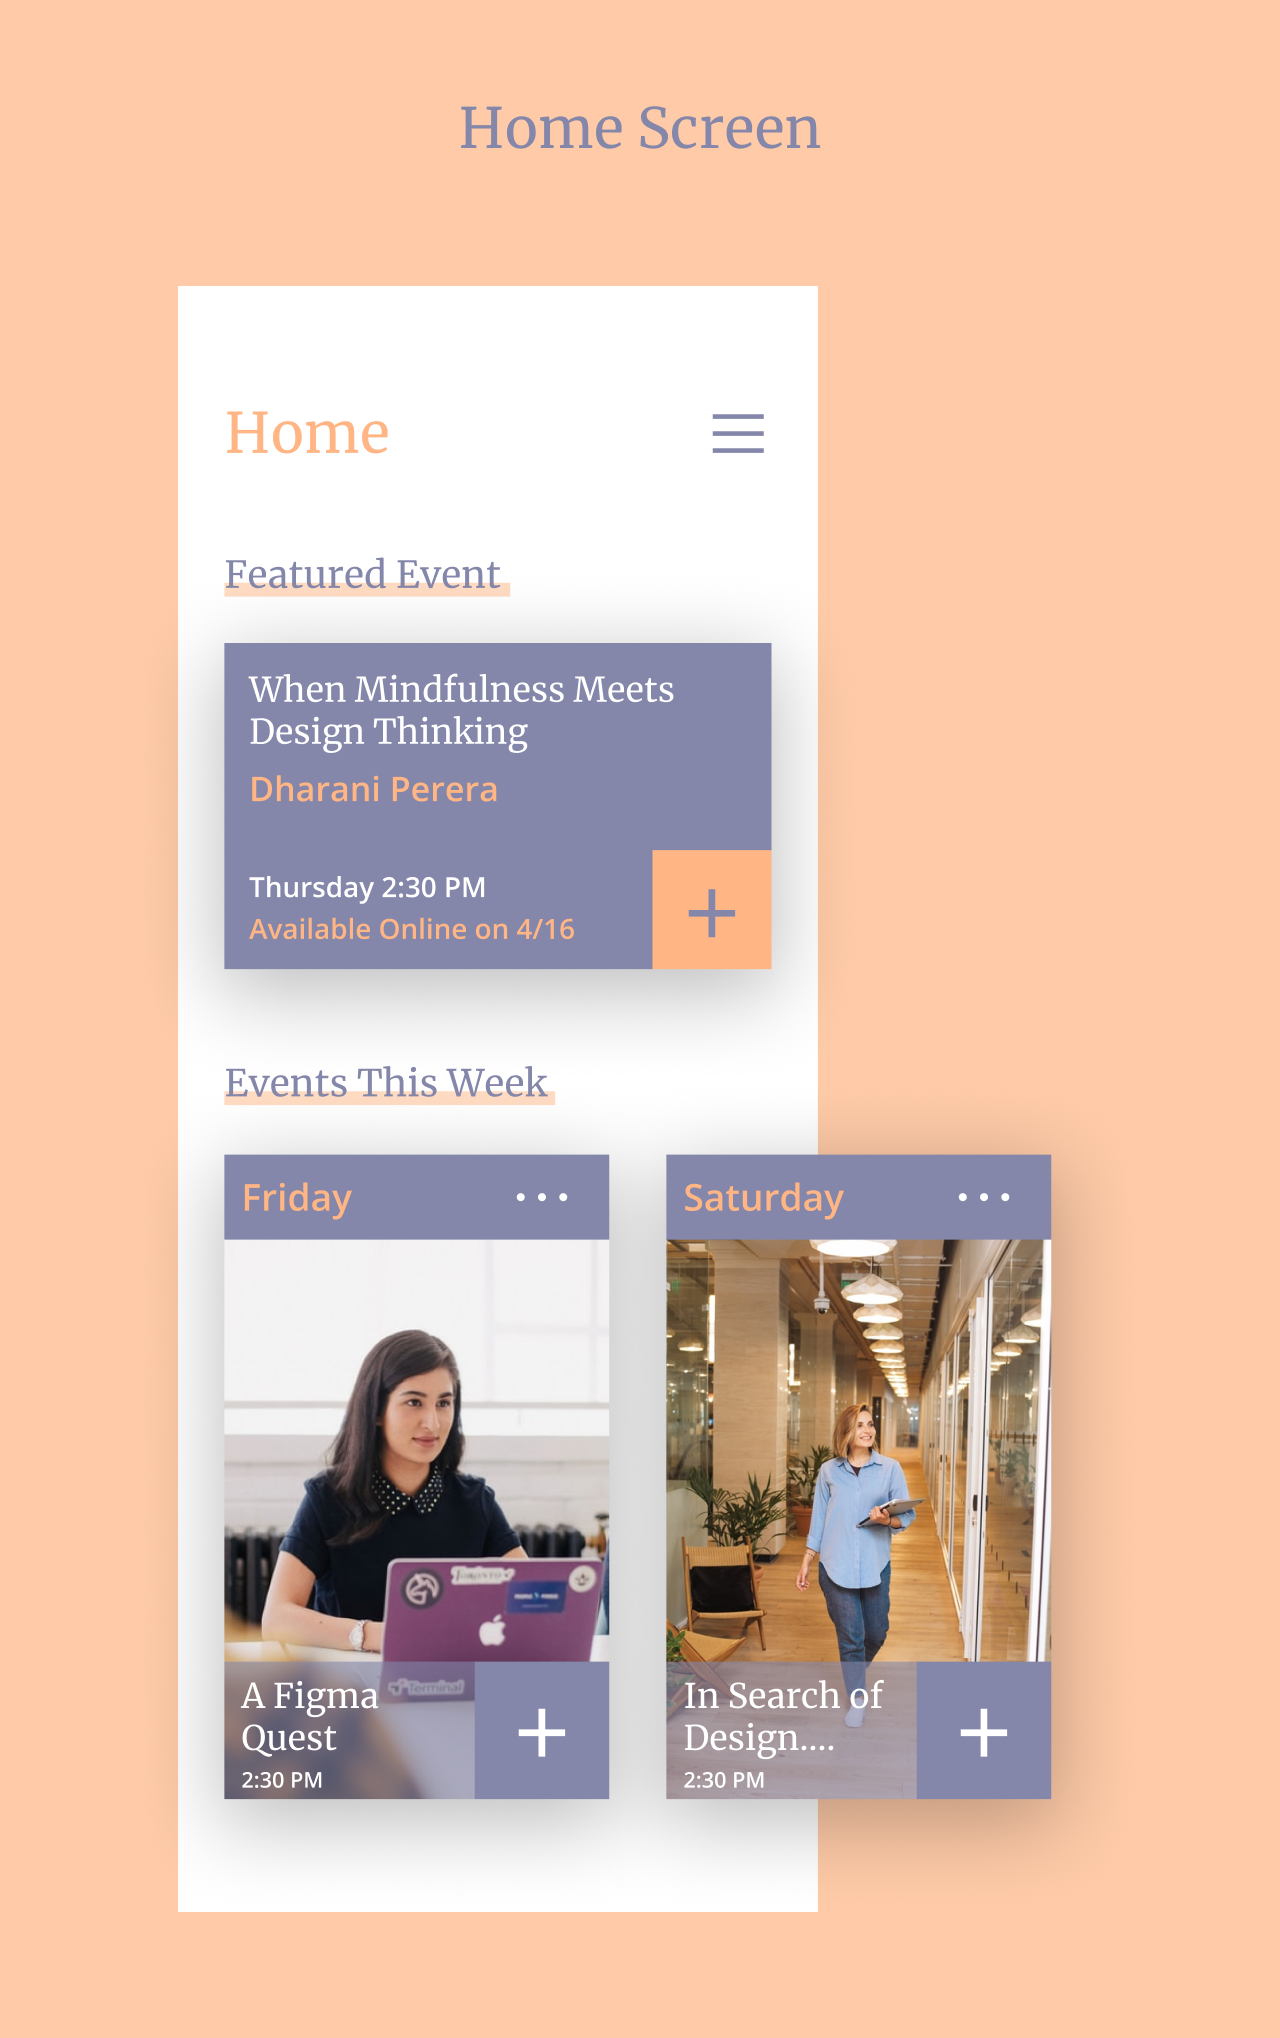 Home Screen
Home
Featured Event
When Mindfulness Meets
Design Thinking
Dharani Perera
Thursday 2:30 PM
Available Online on 4/16
+
Events This Week
Friday
Saturday
TORONTO
Terminal
A Figma
Quest
2:30 PM
+
In Search of
Design....
2:30 PM
+